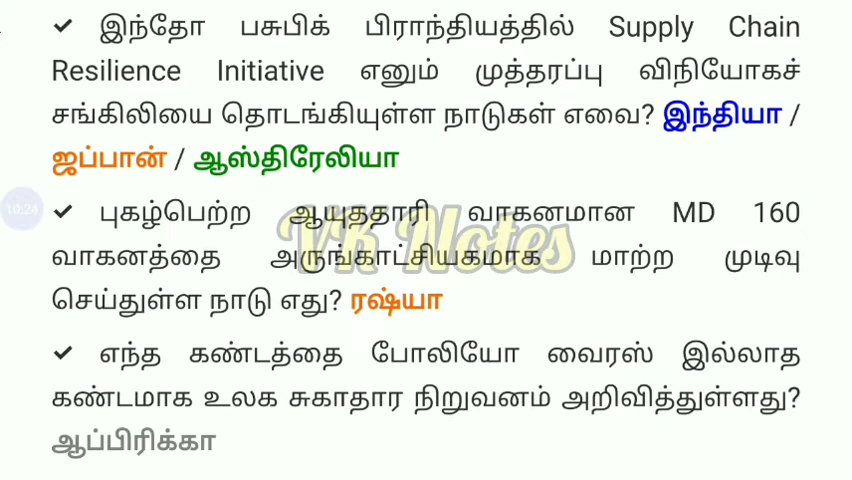 ✓ இந்தோ பசுபிக் பிராந்தியத்தில் Supply Chain
Resilience Initiative எனும் முத்தரப்பு விநியோகச்
சங்கிலியை தொடங்கியுள்ள நாடுகள் எவை? இந்தியா /
ஜப்பான் / ஆஸ்திரேலியா
10:24
✓ புகழ்பெற்ற ஆயுததாரி வாகனமான MD 160
VK Notes
வாகனத்தை அருங்காட்சியகமாக மாற்ற முடிவு
செய்துள்ள நாடு எது? ரஷ்யா
✓ எந்த கண்டத்தை போலியோ வைரஸ் இல்லாத
கண்டமாக உலக சுகாதார நிறுவனம் அறிவித்துள்ளது?
ஆப்பிரிக்கா